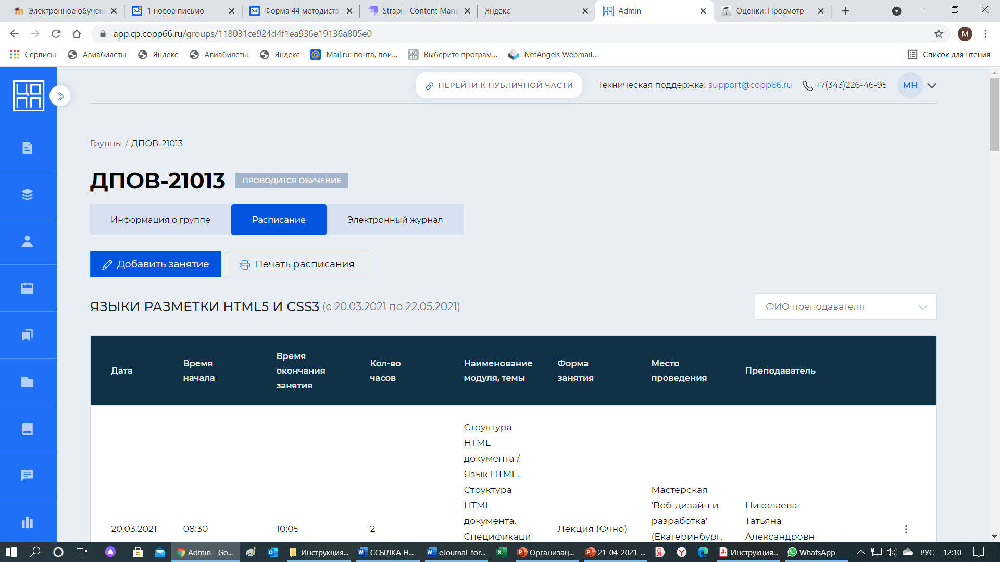 Электронное обучен
1 новое письмо
Форма 44 методиста
Strapi - Content Mana
Яндекс
Admin
Оценки: Просмотр
app.cp.copp66.ru/groups/118031ce924d4f1ea936e19136a805e0
М
Сервисы
Авиабилеты
Яндекс
Авиабилеты
Яндекс
Mail.ru: почта, пои...
Выберите програм...
NetAngels Webmail...
Список для чтения
ЦОПП
ПЕРЕЙТИ К ПУБЛИЧНОЙ ЧАСТИ
Техническая поддержка: support@copp66.ru
+7(343)226-46-95
МН
Группы / ДПОВ-21013
ДПОВ-21013
ПРОВОДИТСЯ ОБУЧЕНИЕ
Информация о группе
Расписание
Электронный журнал
Добавить занятие
Печать расписания
ЯЗЫКИ РАЗМЕТКИ HTML5 И CSS3 (с 20.03.2021 по 22.05.2021)
ФИО преподавателя
Дата
Время
начала
Время
окончания
занятия
Кол-во
часов
Наименование
модуля, темы
Форма
занятия
Место
проведения
Преподаватель
20.03.2021
08:30
10:05
2
Структура
HTML
документа /
Язык HTML.
Структура
HTML
документа.
Спецификаци
Лекция (Очно)
Мастерская
'Веб-дизайн и
разработка'
(Екатеринбург,
Николаева
Татьяна
Александровн
Admin - Go...
Инструкция...
ССЫЛКА Н...
eJournal_for...
Организац...
21_04_2021_...
Инструкция...
WhatsApp
РУС
12:10